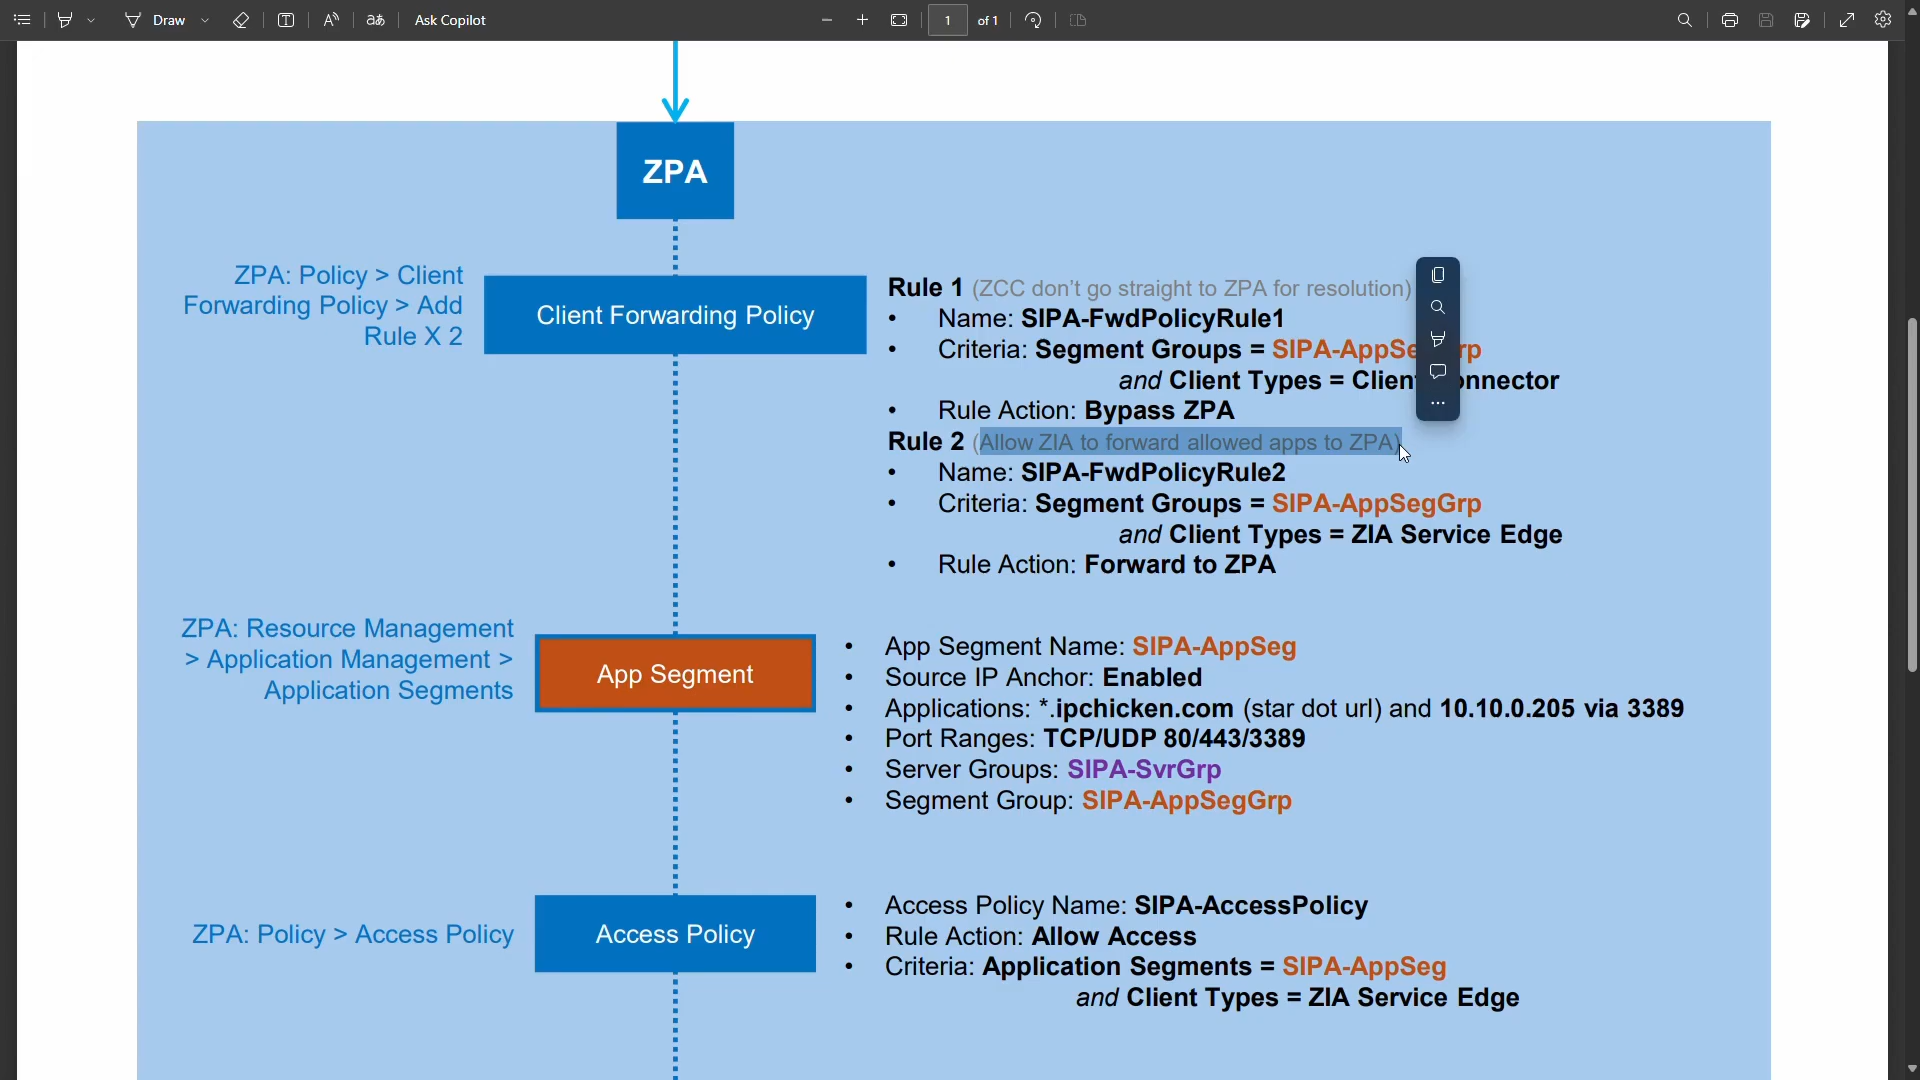 Draw
Ask Copilot
1 of 1
ZPA
ZPA: Policy > Client
Forwarding Policy > Add
Rule X 2
Client Forwarding Policy
Rule 1 (ZCC don't go straight to ZPA for resolution)
• Name: SIPA-FwdPolicyRule1
• Criteria: Segment Groups = SIPA-AppSe rp
and Client Types = Clien onnector
• Rule Action: Bypass ZPA
Rule 2 (Allow ZIA to forward allowed apps to ZPA)
• Name: SIPA-FwdPolicyRule2
• Criteria: Segment Groups = SIPA-AppSegGrp
and Client Types = ZIA Service Edge
• Rule Action: Forward to ZPA
ZPA: Resource Management
> Application Management >
Application Segments
App Segment
• App Segment Name: SIPA-AppSeg
• Source IP Anchor: Enabled
• Applications: *.ipchicken.com (star dot url) and 10.10.0.205 via 3389
• Port Ranges: TCP/UDP 80/443/3389
• Server Groups: SIPA-SvrGrp
• Segment Group: SIPA-AppSegGrp
ZPA: Policy > Access Policy
Access Policy
• Access Policy Name: SIPA-AccessPolicy
• Rule Action: Allow Access
• Criteria: Application Segments = SIPA-AppSeg
and Client Types = ZIA Service Edge